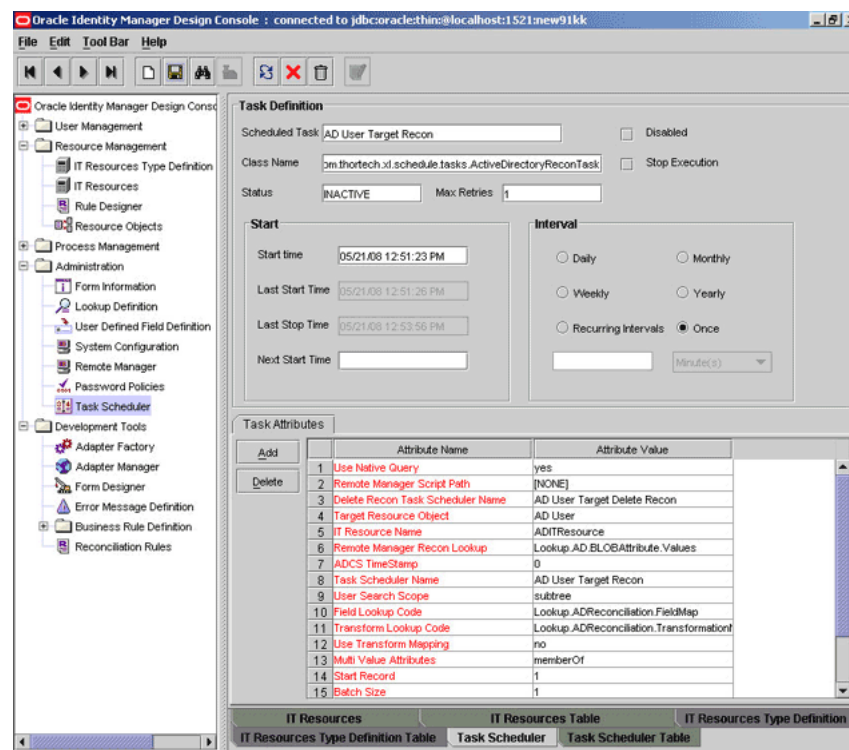 Oracle Identity Manager Design Console : connected to jdbc:oracle:thin:@localhost:1521:new91kk
File Edit Tool Bar Help
Oracle Identity Manager Design Conso
User Management
Resource Management
IT Resources Type Definition
IT Resources
Rule Designer
Resource Objects
Process Management
Administration
Form Information
Lookup Definition
User Defined Field Definition
System Configuration
Remote Manager
Password Policies
Task Scheduler
Development Tools
Adapter Factory
Adapter Manager
Form Designer
Error Message Definition
Business Rule Definition
Reconciliation Rules
Task Definition
Scheduled Task AD User Target Recon Disabled
Class Name om.thortech.xl.schedule.tasks.ActiveDirectoryReconTask Stop Execution
Status INACTIVE Max Retries 1
Start
Start time 05/21/08 12:51:23 PM
Last Start Time 05/21/08 12:51:26 PM
Last Stop Time 05/21/08 12:53:56 PM
Next Start Time
Interval
Daily Monthly
Weekly Yearly
Recurring Intervals Once
Minute(s)
Task Attributes
Add
Delete
Attribute Name Attribute Value
1 Use Native Query yes
2 Remote Manager Script Path [NONE]
3 Delete Recon Task Scheduler Name AD User Target Delete Recon
4 Target Resource Object AD User
5 IT Resource Name ADITResource
6 Remote Manager Recon Lookup Lookup.AD.BLOBAttribute.Values
7 ADCS TimeStamp 0
8 Task Scheduler Name AD User Target Recon
9 User Search Scope subtree
10 Field Lookup Code Lookup.ADReconciliation.FieldMap
11 Transform Lookup Code Lookup.ADReconciliation.Transformation
12 Use Transform Mapping no
13 Multi Value Attributes memberOf
14 Start Record 1
15 Batch Size 1
IT Resources IT Resources Table IT Resources Type Definition
IT Resources Type Definition Table Task Scheduler Task Scheduler Table